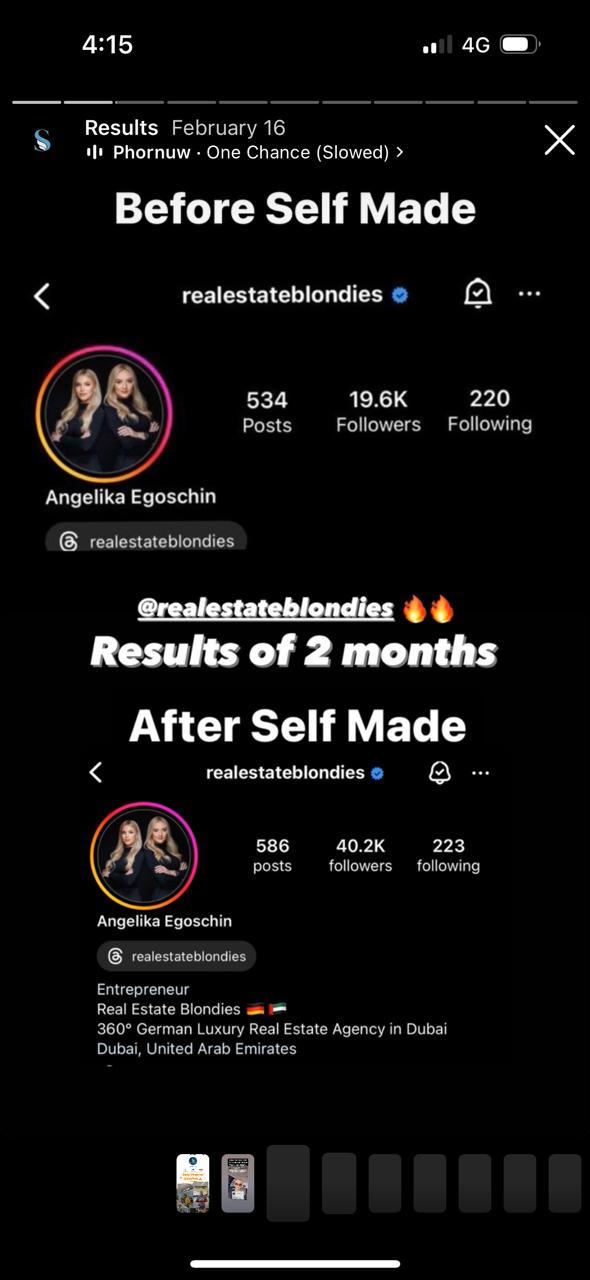 4:15
4G
Results February 16
Phornuw · One Chance (Slowed) >
Before Self Made
realestateblondies
534 19.6K 220
Posts Followers Following
Angelika Egoschin
realestateblondies
@realestateblondies 🔥🔥
Results of 2 months
After Self Made
realestateblondies
586 40.2K 223
posts followers following
Angelika Egoschin
realestateblondies
Entrepreneur
Real Estate Blondies 🇩🇪 🇦🇪
360° German Luxury Real Estate Agency in Dubai
Dubai, United Arab Emirates